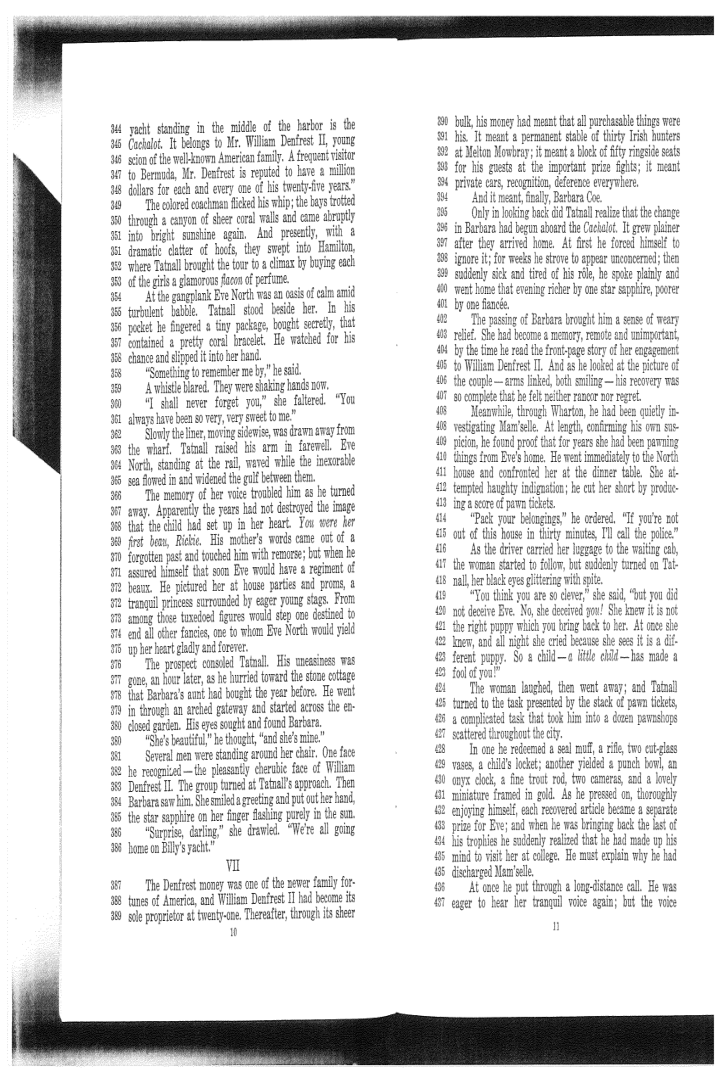 344 yacht standing in the middle of the harbor is the
345 Cachalot. It belongs to Mr. William Denfrest II, young
346 scion of the well-known American family. A frequent visitor
347 to Bermuda, Mr. Denfrest is reputed to have a million
348 dollars for each and every one of his twenty-five years.”
349 The colored coachman flicked his whip; the bays trotted
350 through a canyon of sheer coral walls and came abruptly
351 into bright sunshine again. And presently, with a
351 dramatic clatter of hoofs, they swept into Hamilton,
352 where Tatnall brought the tour to a climax by buying each
353 of the girls a glamorous flacon of perfume.
354 At the gangplank Eve North was an oasis of calm amid
355 turbulent babble. Tatnall stood beside her. In his
356 pocket he fingered a tiny package, bought secretly, that
357 contained a pretty coral bracelet. He watched for his
358 chance and slipped it into her hand.
358 “Something to remember me by,” he said.
359 A whistle blared. They were shaking hands now.
360 “I shall never forget you,” she faltered. “You
361 always have been so very, very sweet to me.”
362 Slowly the liner, moving sidewise, was drawn away from
363 the wharf. Tatnall raised his arm in farewell. Eve
364 North, standing at the rail, waved while the inexorable
365 sea flowed in and widened the gulf between them.
366 The memory of her voice troubled him as he turned
367 away. Apparently the years had not destroyed the image
368 that the child had set up in her heart. You were her
369 first beau, Rickie. His mother’s words came out of a
370 forgotten past and touched him with remorse; but when he
371 assured himself that soon Eve would have a regiment of
372 beaux. He pictured her at house parties and proms, a
372 tranquil princess surrounded by eager young stags. From
373 among those tuxedoed figures would step one destined to
374 end all other fancies, one to whom Eve North would yield
375 up her heart gladly and forever.
376 The prospect consoled Tatnall. His uneasiness was
377 gone, an hour later, as he hurried toward the stone cottage
378 that Barbara’s aunt had bought the year before. He went
379 in through an arched gateway and started across the en-
380 closed garden. His eyes sought and found Barbara.
380 “She’s beautiful,” he thought, “and she’s mine.”
381 Several men were standing around her chair. One face
382 he recognized — the pleasantly cherubic face of William
383 Denfrest II. The group turned at Tatnall’s approach. Then
384 Barbara saw him. She smiled a greeting and put out her hand,
385 the star sapphire on her finger flashing purely in the sun.
386 “Surprise, darling,” she drawled. “We’re all going
386 home on Billy’s yacht.”
VII
387 The Denfrest money was one of the newer family for-
388 tunes of America, and William Denfrest II had become its
389 sole proprietor at twenty-one. Thereafter, through its sheer
10
390 bulk, his money had meant that all purchasable things were
391 his. It meant a permanent stable of thirty Irish hunters
392 at Melton Mowbray; it meant a block of fifty ringside seats
393 for his guests at the important prize fights; it meant
394 private cars, recognition, deference everywhere.
394 And it meant, finally, Barbara Coe.
395 Only in looking back did Tatnall realize that the change
396 in Barbara had begun aboard the Cachalot. It grew plainer
397 after they arrived home. At first he forced himself to
398 ignore it; for weeks he strove to appear unconcerned; then
399 suddenly sick and tired of his rôle, he spoke plainly and
400 went home that evening richer by one star sapphire, poorer
401 by one fiancée.
402 The passing of Barbara brought him a sense of weary
403 relief. She had become a memory, remote and unimportant,
404 by the time he read the front-page story of her engagement
405 to William Denfrest II. And as he looked at the picture of
406 the couple — arms linked, both smiling — his recovery was
407 so complete that he felt neither rancor nor regret.
408 Meanwhile, through Wharton, he had been quietly in-
408 vestigating Mam’selle. At length, confirming his own sus-
409 picion, he found proof that for years she had been pawning
410 things from Eve’s home. He went immediately to the North
411 house and confronted her at the dinner table. She at-
412 tempted haughty indignation; he cut her short by produc-
413 ing a score of pawn tickets.
414 “Pack your belongings,” he ordered. “If you’re not
415 out of this house in thirty minutes, I’ll call the police.”
416 As the driver carried her luggage to the waiting cab,
417 the woman started to follow, but suddenly turned on Tat-
418 nall, her black eyes glittering with spite.
419 “You think you are so clever,” she said, “but you did
420 not deceive Eve. No, she deceived you! She knew it is not
421 the right puppy which you bring back to her. At once she
422 knew, and all night she cried because she sees it is a dif-
423 ferent puppy. So a child — a little child — has made a
423 fool of you!”
424 The woman laughed, then went away; and Tatnall
425 turned to the task presented by the stack of pawn tickets,
426 a complicated task that took him into a dozen pawnshops
427 scattered throughout the city.
428 In one he redeemed a seal muff, a rifle, two cut-glass
429 vases, a child’s locket; another yielded a punch bowl, an
430 onyx clock, a fine trout rod, two cameras, and a lovely
431 miniature framed in gold. As he pressed on, thoroughly
432 enjoying himself, each recovered article became a separate
433 prize for Eve; and when he was bringing back the last of
434 his trophies he suddenly realized that he had made up his
435 mind to visit her at college. He must explain why he had
435 discharged Mam’selle.
436 At once he put through a long-distance call. He was
437 eager to hear her tranquil voice again; but the voice
11